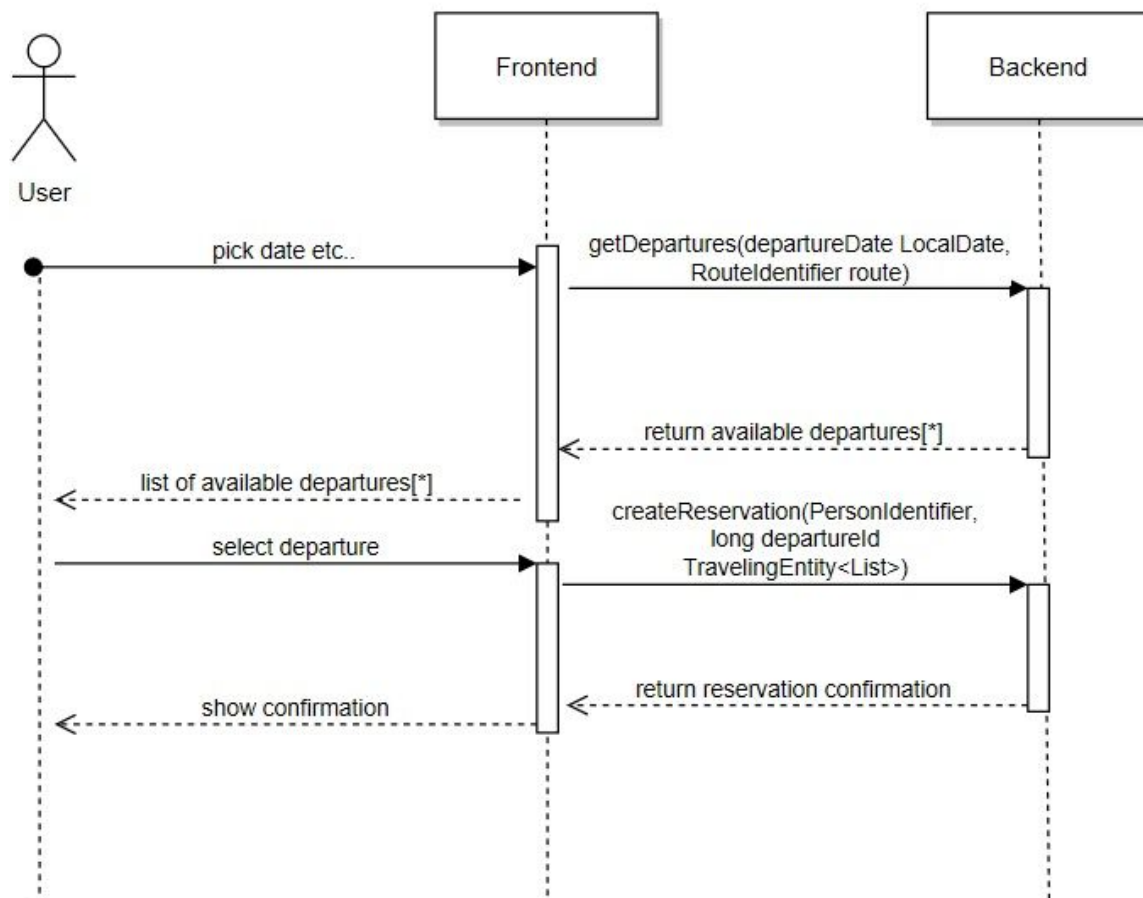 Frontend
Backend
User
pick date etc..
getDepartures(departureDate LocalDate,
RouteIdentifier route)
return available departures[*]
list of available departures[*]
createReservation(PersonIdentifier,
long departureId
TravelingEntity<List>)
select departure
return reservation confirmation
show confirmation